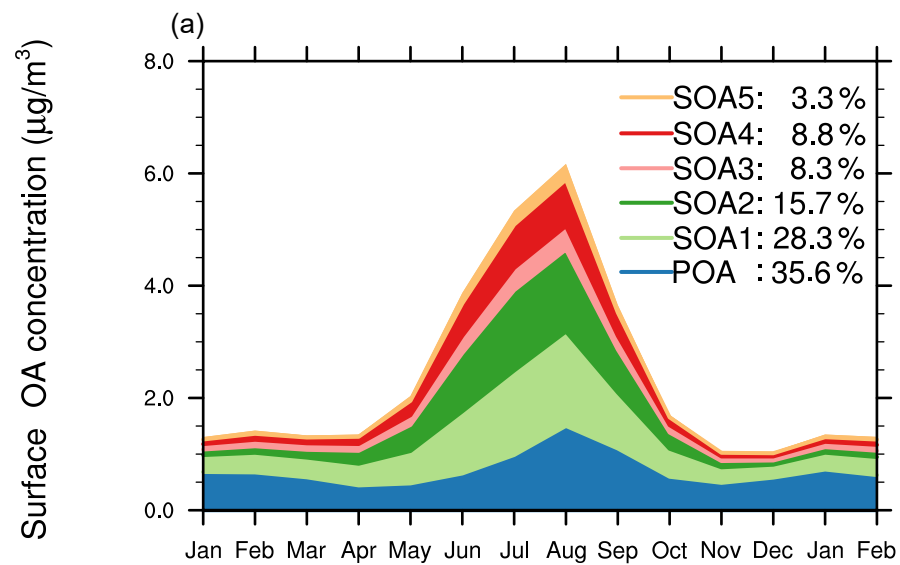 (a)
Surface OA concentration (μg/m³)
8.0
6.0
4.0
2.0
0.0
SOA5: 3.3%
SOA4: 8.8%
SOA3: 8.3%
SOA2: 15.7%
SOA1: 28.3%
POA : 35.6%
Jan Feb Mar Apr May Jun Jul Aug Sep Oct Nov Dec Jan Feb